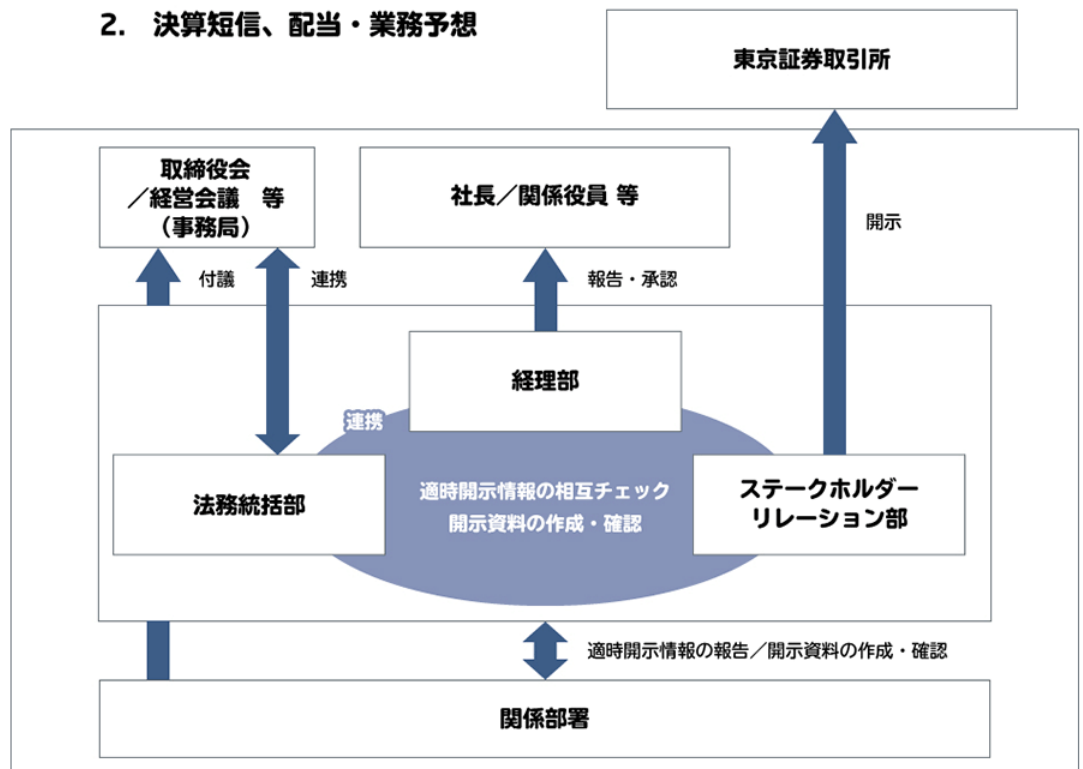 2. 決算短信、配当・業務予想
東京証券取引所
取締役会
／経営会議　等
（事務局）
社長／関係役員 等
開示
付議
連携
報告・承認
経理部
連携
法務統括部
適時開示情報の相互チェック
開示資料の作成・確認
ステークホルダー
リレーション部
適時開示情報の報告／開示資料の作成・確認
関係部署